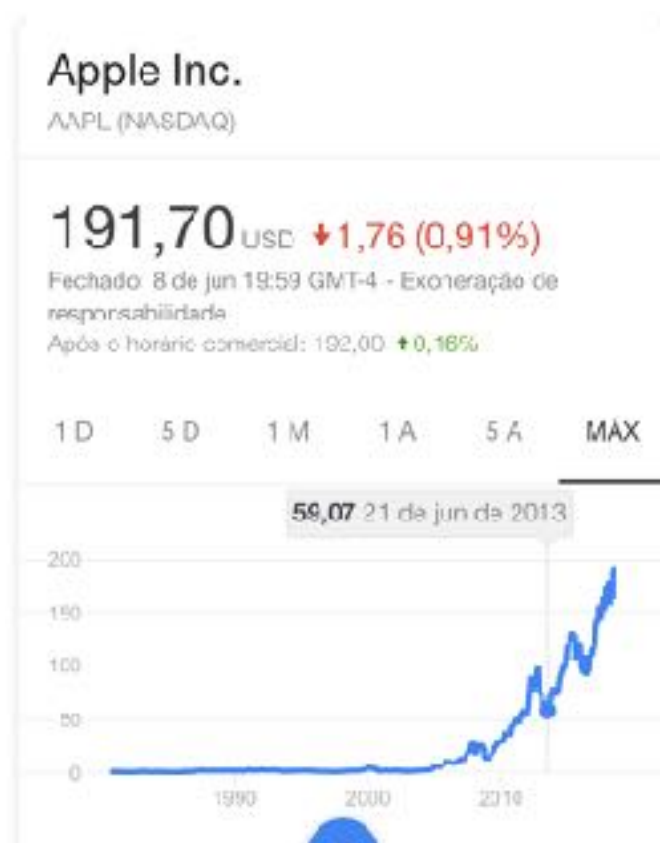 Apple Inc.
AAPL (NASDAQ)
191,70 USD ↓1,76 (0,91%)
Fechado: 8 de jun 19:59 GMT-4 - Exoneração de
responsabilidade
Após o horário comercial: 192,00 ↑0,16%
1 D 5 D 1 M 1 A 5 A MÁX
59,07 21 de jun de 2013
200
150
100
50
0
1990 2000 2010